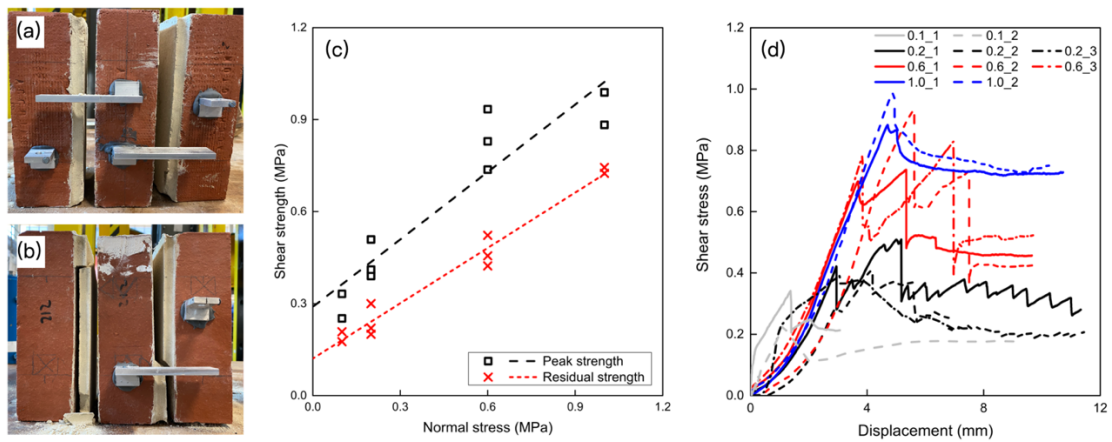 (a)
(b)
212
212
(c)
Shear strength (MPa)
1.2
0.9
0.6
0.3
0.0
0.0 0.3 0.6 0.9 1.2
Normal stress (MPa)
Peak strength
Residual strength
(d)
Shear stress (MPa)
1.2
1.0
0.8
0.6
0.4
0.2
0.0
0 4 8 12
Displacement (mm)
0.1_1 0.1_2
0.2_1 0.2_2 0.2_3
0.6_1 0.6_2 0.6_3
1.0_1 1.0_2